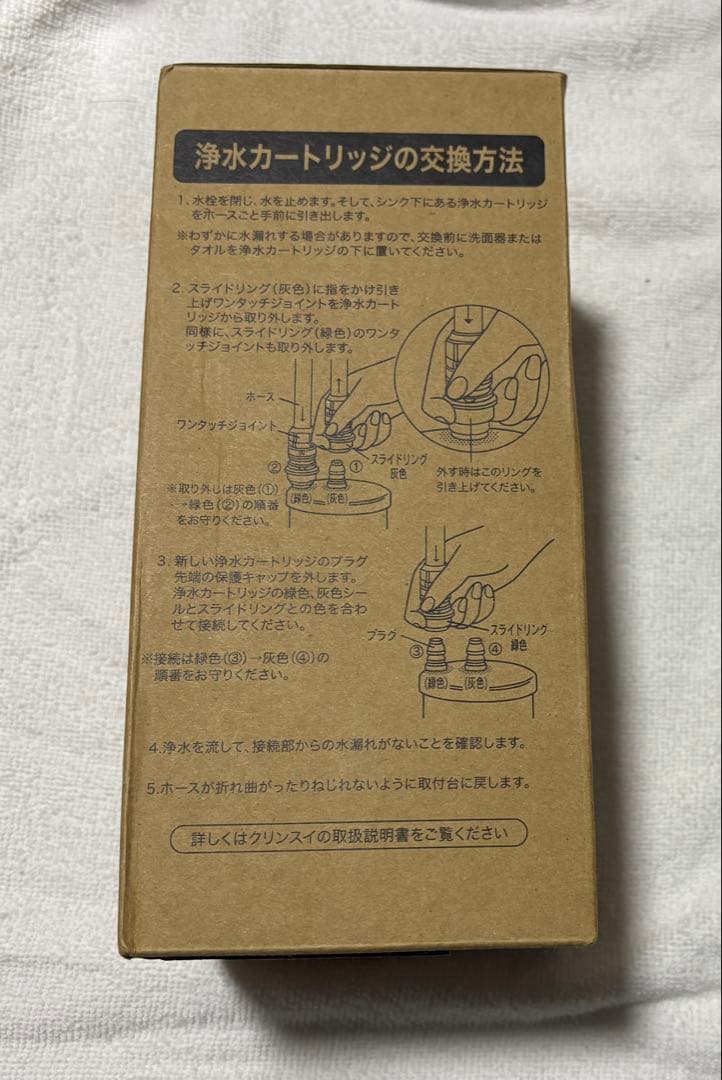 浄水カートリッジの交換方法
1、水栓を閉じ、水を止めます。そして、シンク下にある浄水カートリッジ
をホースごと手前に引き出します。
※わずかに水漏れする場合がありますので、交換前に洗面器または
タオルを浄水カートリッジの下に置いてください。
2．スライドリング（灰色）に指をかけ引き
上げワンタッチジョイントを浄水カート
リッジから取り外します。
同様に、スライドリング（緑色）のワンタ
ッチジョイントも取り外します。
ホース
ワンタッチジョイント
② ①
スライドリング
灰色
外す時はこのリングを
引き上げてください。
※取り外しは灰色（①）
→緑色（②）の順番
をお守りください。
（緑色） （灰色）
3．新しい浄水カートリッジのプラグ
先端の保護キャップを外します。
浄水カートリッジの緑色、灰色シー
ルとスライドリングとの色を合わ
せて接続してください。
※接続は緑色（③）→灰色（④）の
順番をお守りください。
スライドリング
緑色
プラグ
③ ④
（緑色） （灰色）
4.浄水を流して、接続部からの水漏れがないことを確認します。
5.ホースが折れ曲がったりねじれないように取付台に戻します。
詳しくはクリンスイの取扱説明書をご覧ください